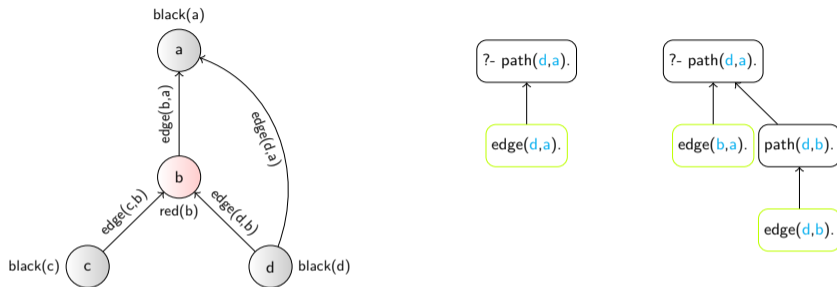 black(a)
a
edge(b,a)
edge(d,a)
b
red(b)
edge(c,b)
edge(d,b)
black(c)
c
d
black(d)
?- path(d,a).
edge(d,a).
?- path(d,a).
edge(b,a).
path(d,b).
edge(d,b).